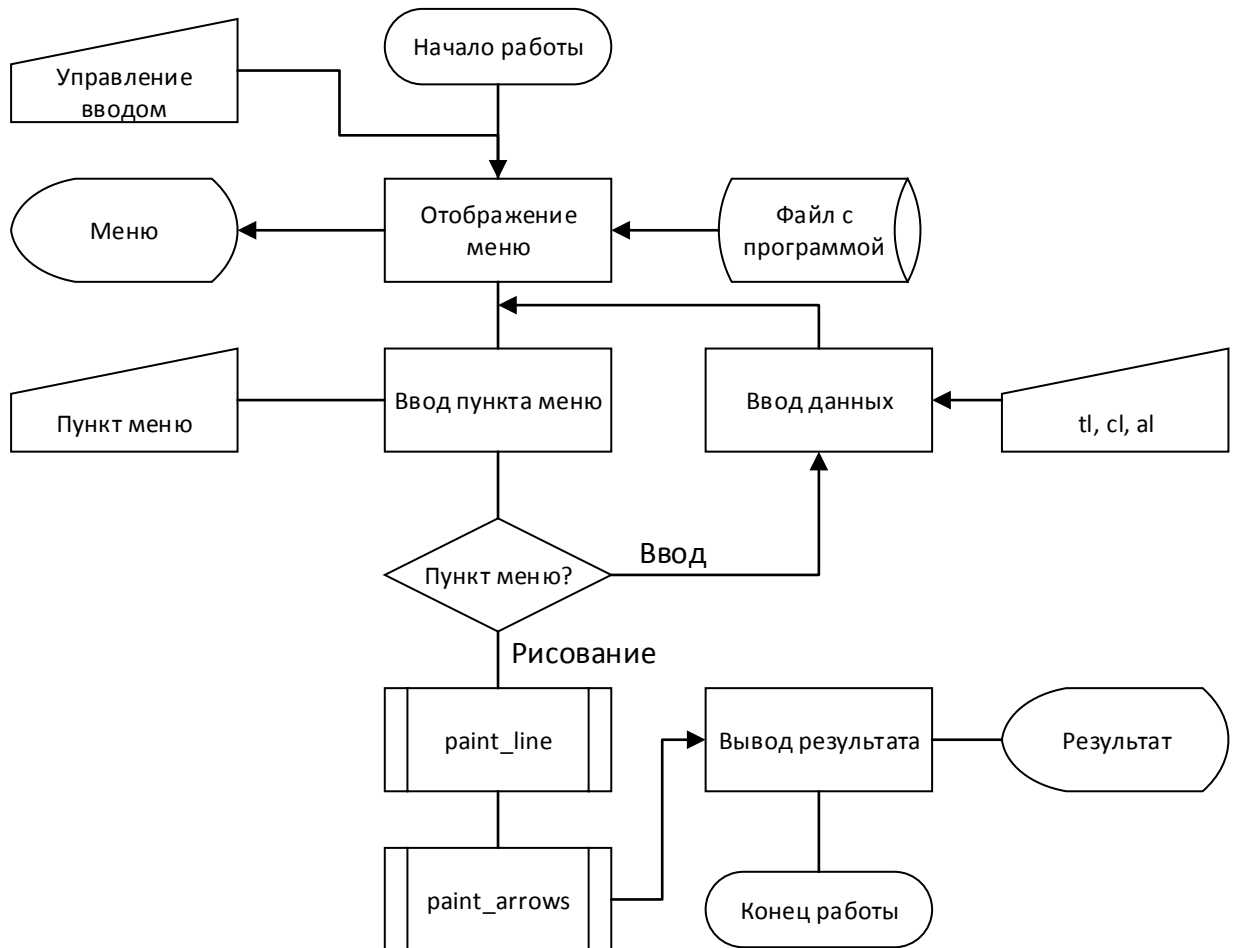 Начало работы
Управление
вводом
Меню
Отображение
меню
Файл с
программой
Пункт меню
Ввод пункта меню
Ввод данных
tl, cl, al
Пункт меню?
Ввод
Рисование
paint_line
Вывод результата
Результат
paint_arrows
Конец работы